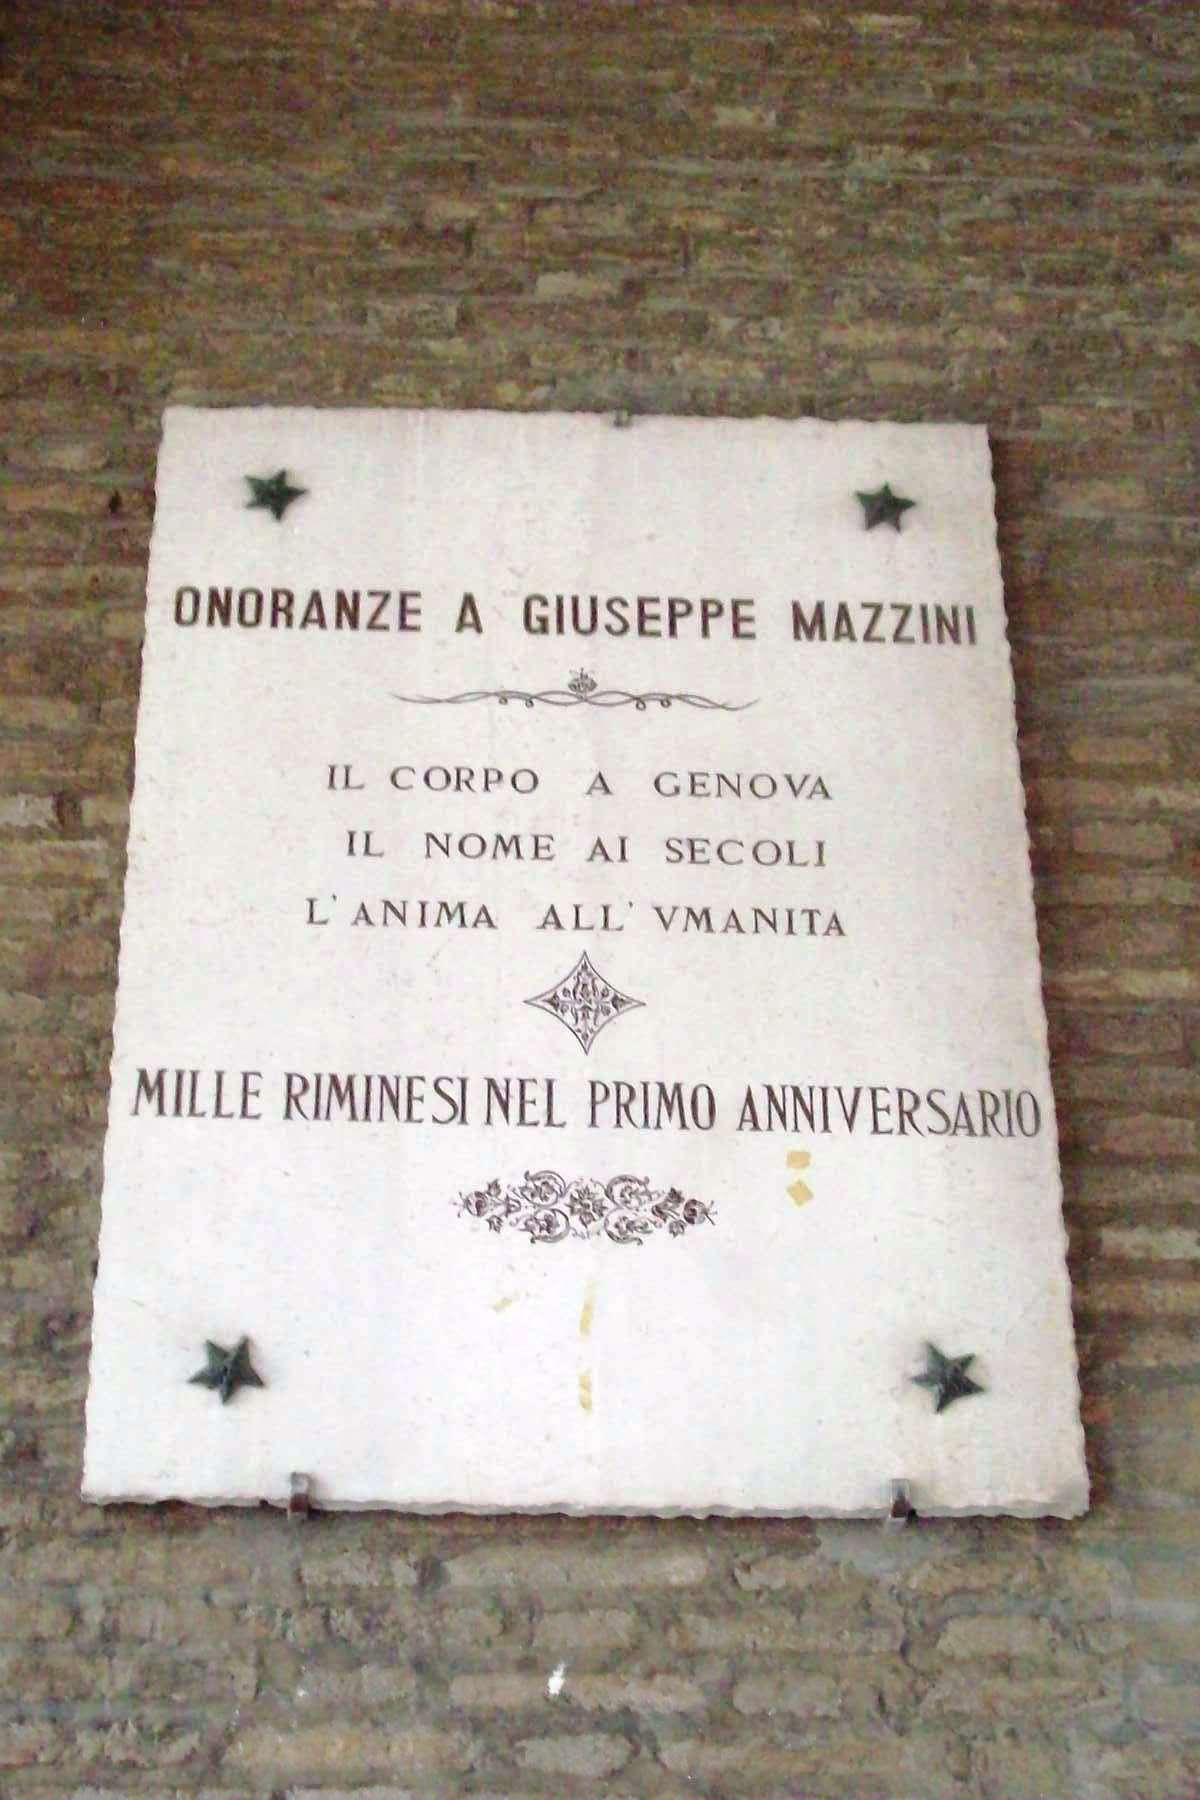 ONORANZE A GIUSEPPE MAZZINI
IL CORPO A GENOVA
IL NOME AI SECOLI
L'ANIMA ALL' VMANITA
MILLE RIMINESI NEL PRIMO ANNIVERSARIO